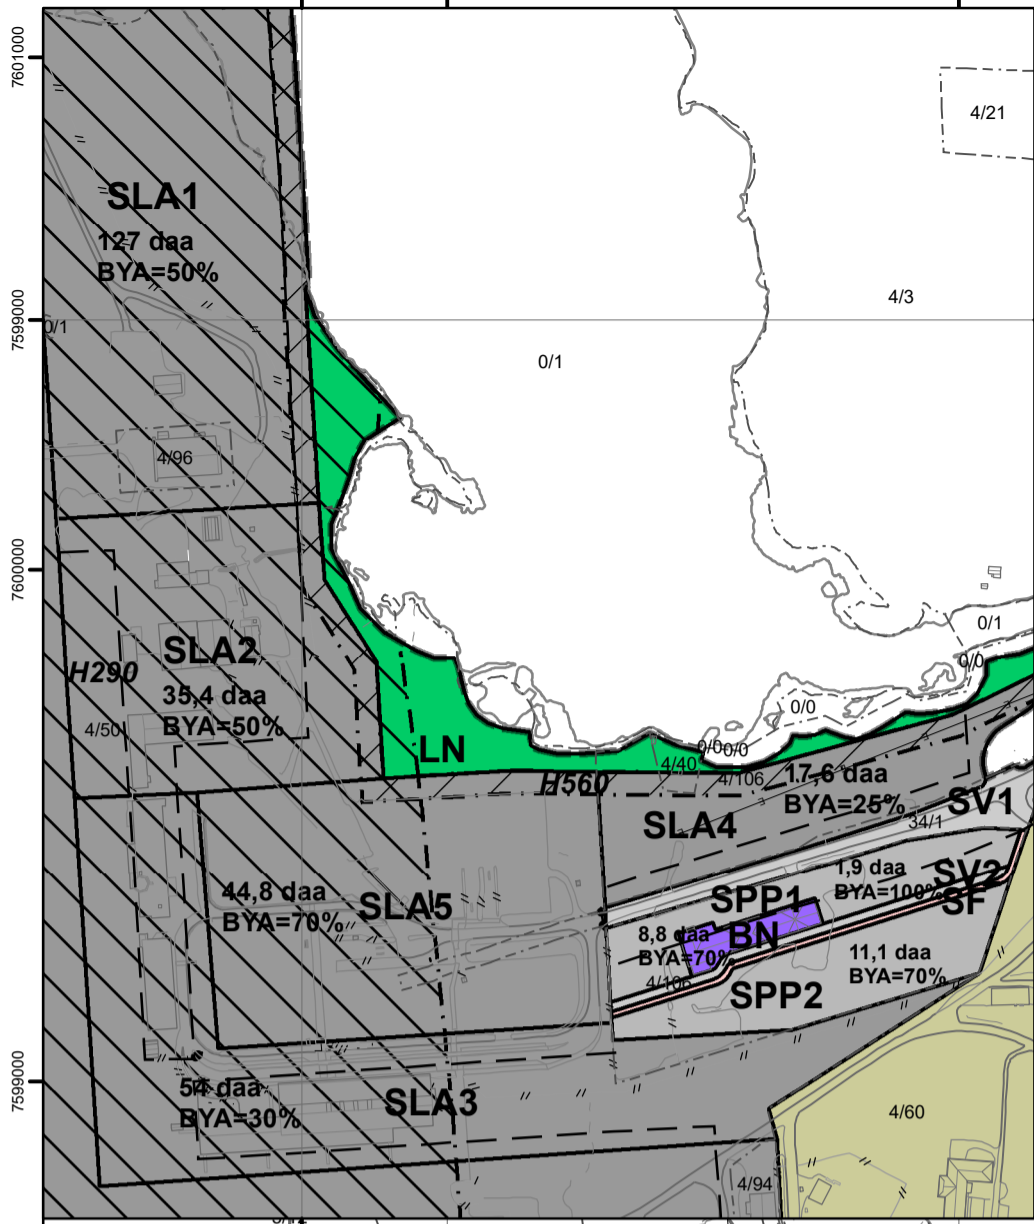 7601000
4/21
SLA1
127 daa
BYA=50%
4/3
7599000
0/1
0/1
4/96
7600000
0/1
SLA2
H290
35,4 daa
BYA=50%
4/50
0/0
0/0
LN
0/0
0/0
4/40
4/106
H560
17,6 daa
BYA=25%
SV1
SLA4
34/1
1,9 daa
BYA=100%
SV2
SF
44,8 daa
BYA=70%
SLA5
SPP1
8,8 daa
BYA=70%
BN
11,1 daa
BYA=70%
4/106
SPP2
7599000
54 daa
BYA=30%
SLA3
4/60
4/94